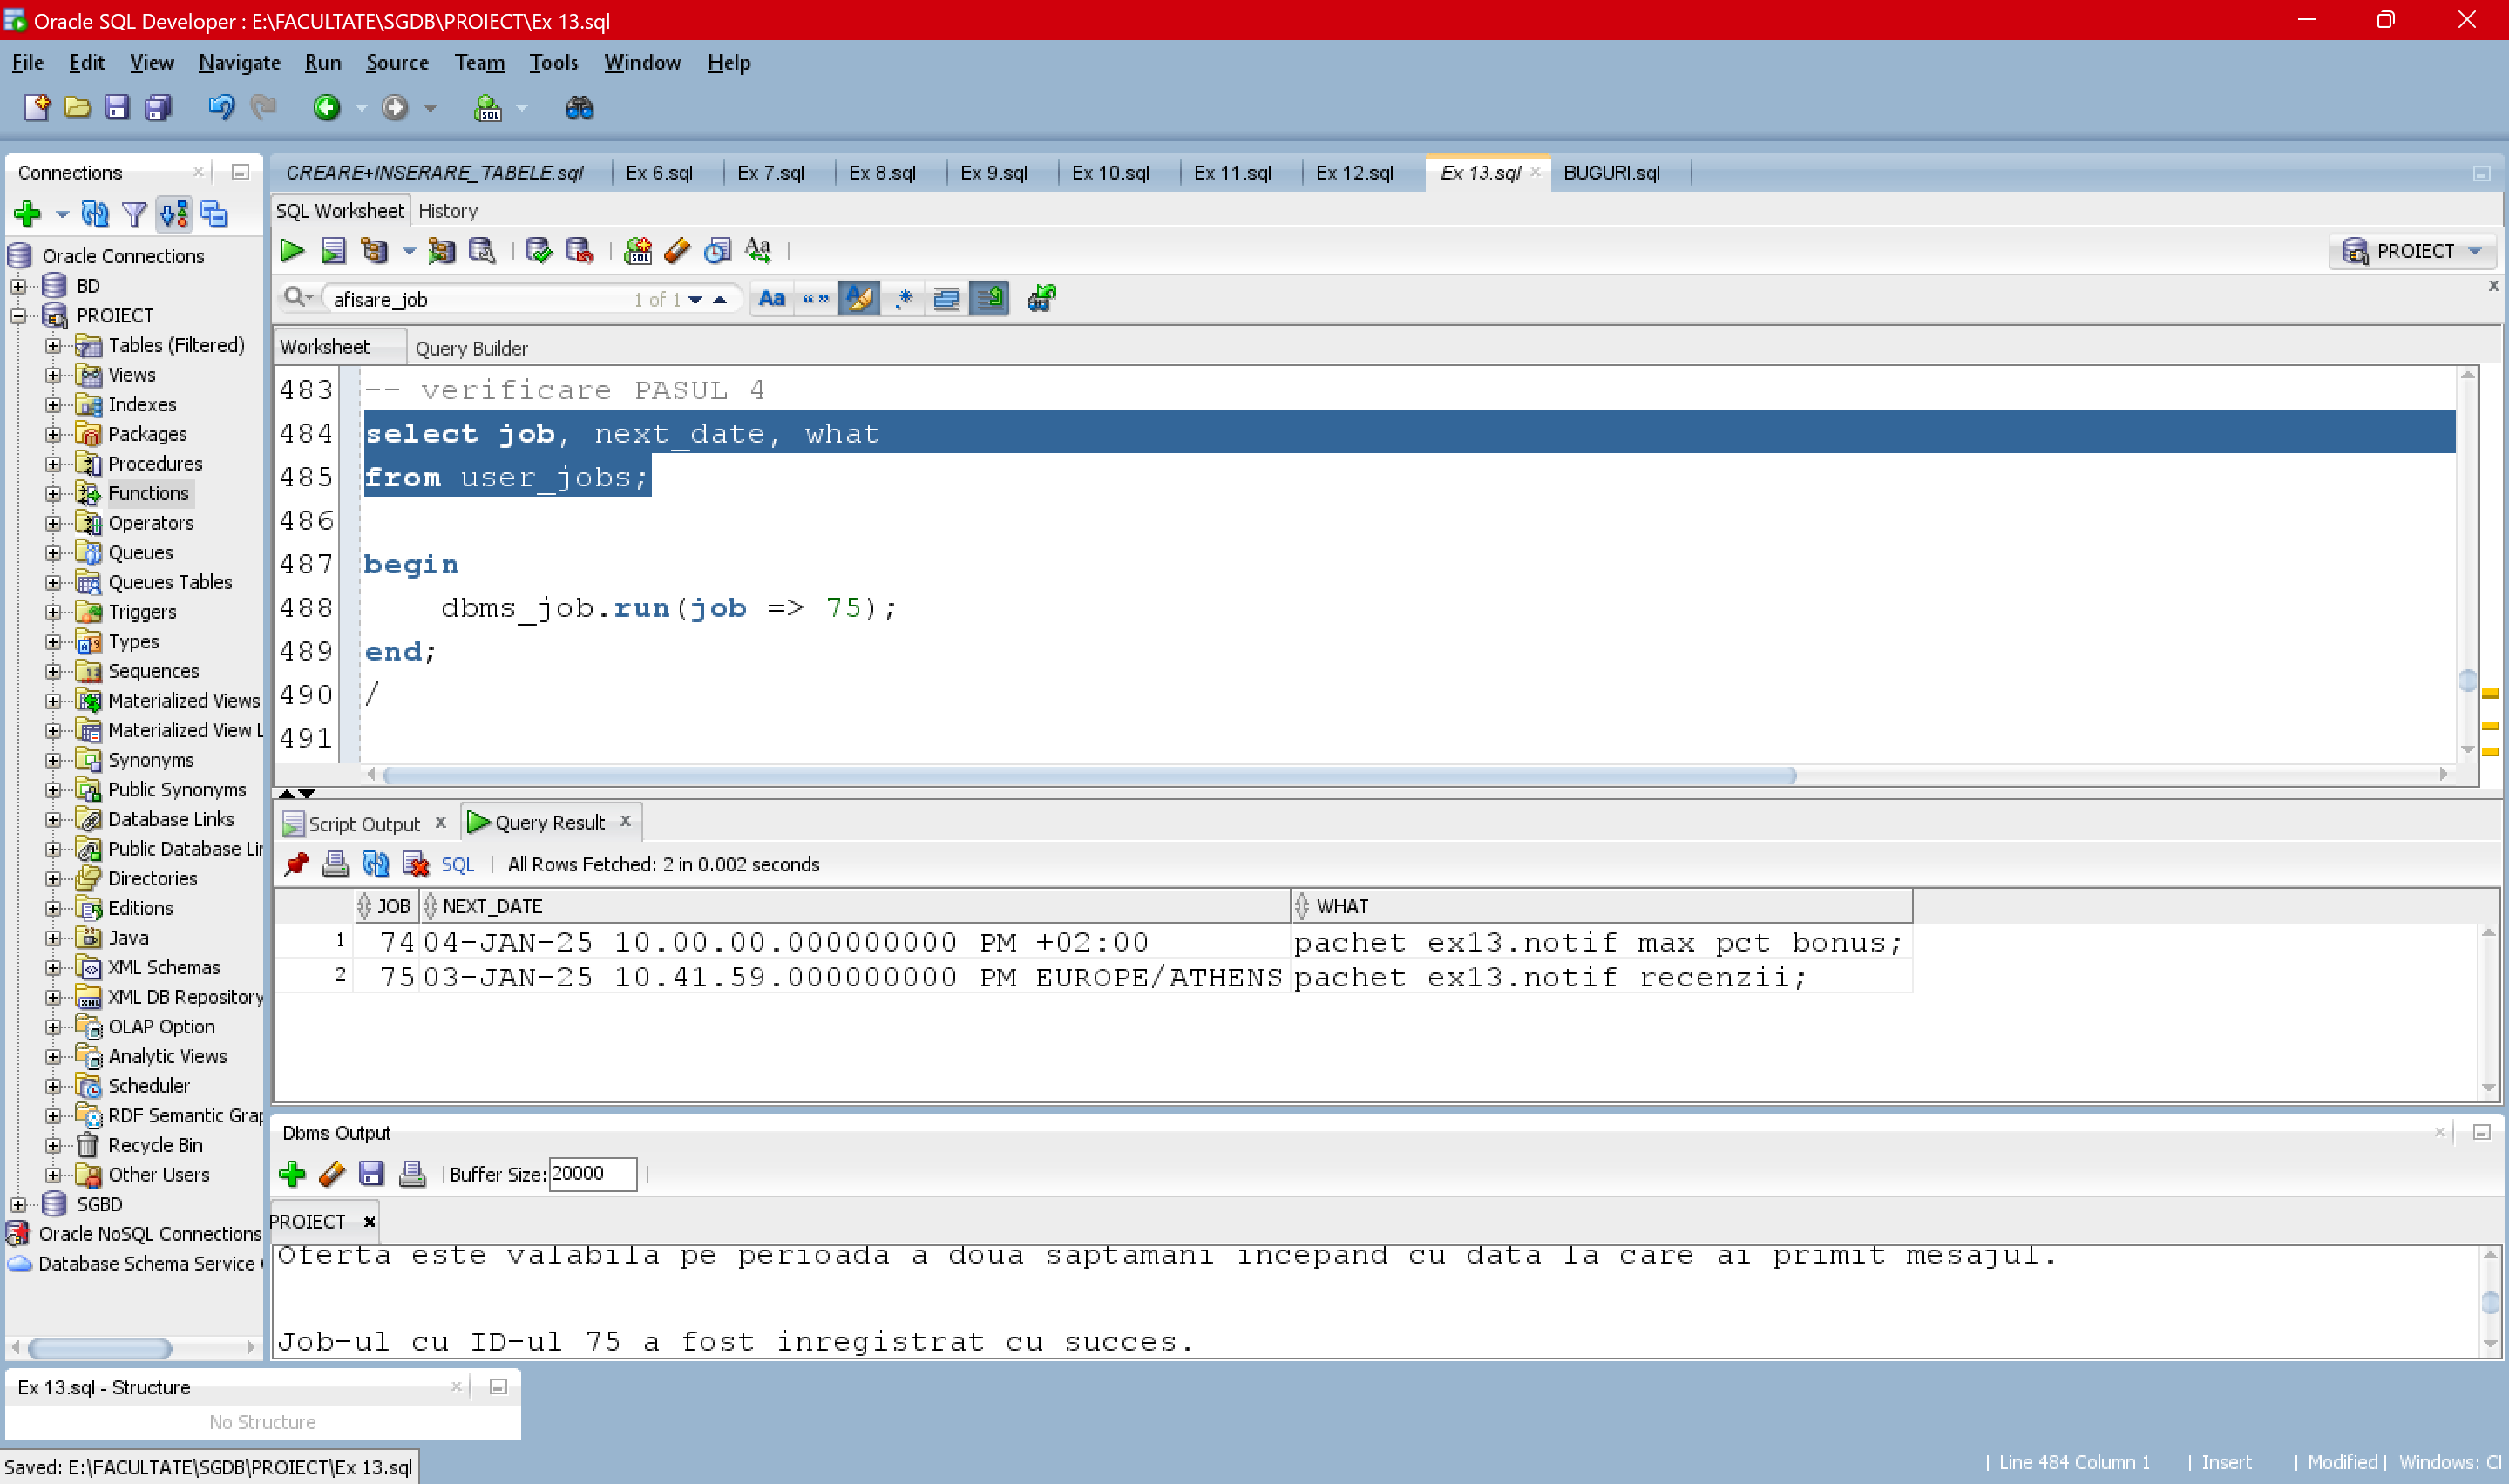 Oracle SQL Developer : E:\FACULTATE\SGDB\PROIECT\Ex 13.sql
File Edit View Navigate Run Source Team Tools Window Help
Connections
CREARE+INSERARE_TABELE.sql Ex 6.sql Ex 7.sql Ex 8.sql Ex 9.sql Ex 10.sql Ex 11.sql Ex 12.sql Ex 13.sql BUGURI.sql
SQL Worksheet History
PROIECT
afisare_job 1 of 1
Worksheet Query Builder
Oracle Connections
BD
PROIECT
Tables (Filtered)
Views
Indexes
Packages
Procedures
Functions
Operators
Queues
Queues Tables
Triggers
Types
Sequences
Materialized Views
Materialized View L
Synonyms
Public Synonyms
Database Links
Public Database Lin
Directories
Editions
Java
XML Schemas
XML DB Repository
OLAP Option
Analytic Views
Scheduler
RDF Semantic Grap
Recycle Bin
Other Users
SGBD
Oracle NoSQL Connections
Database Schema Service
483 -- verificare PASUL 4
484 select job, next_date, what
485 from user_jobs;
486
487 begin
488 dbms_job.run(job => 75);
489 end;
490 /
491
Script Output Query Result
SQL All Rows Fetched: 2 in 0.002 seconds
JOB NEXT_DATE WHAT
1 74 04-JAN-25 10.00.00.000000000 PM +02:00 pachet ex13.notif max pct bonus;
2 75 03-JAN-25 10.41.59.000000000 PM EUROPE/ATHENS pachet ex13.notif recenzii;
Dbms Output
Buffer Size: 20000
PROIECT
Oferta este valabila pe perioada a doua saptamani incepand cu data la care ai primit mesajul.
Job-ul cu ID-ul 75 a fost inregistrat cu succes.
Ex 13.sql - Structure
No Structure
Saved: E:\FACULTATE\SGDB\PROIECT\Ex 13.sql
Line 484 Column 1 Insert Modified Windows: Cl